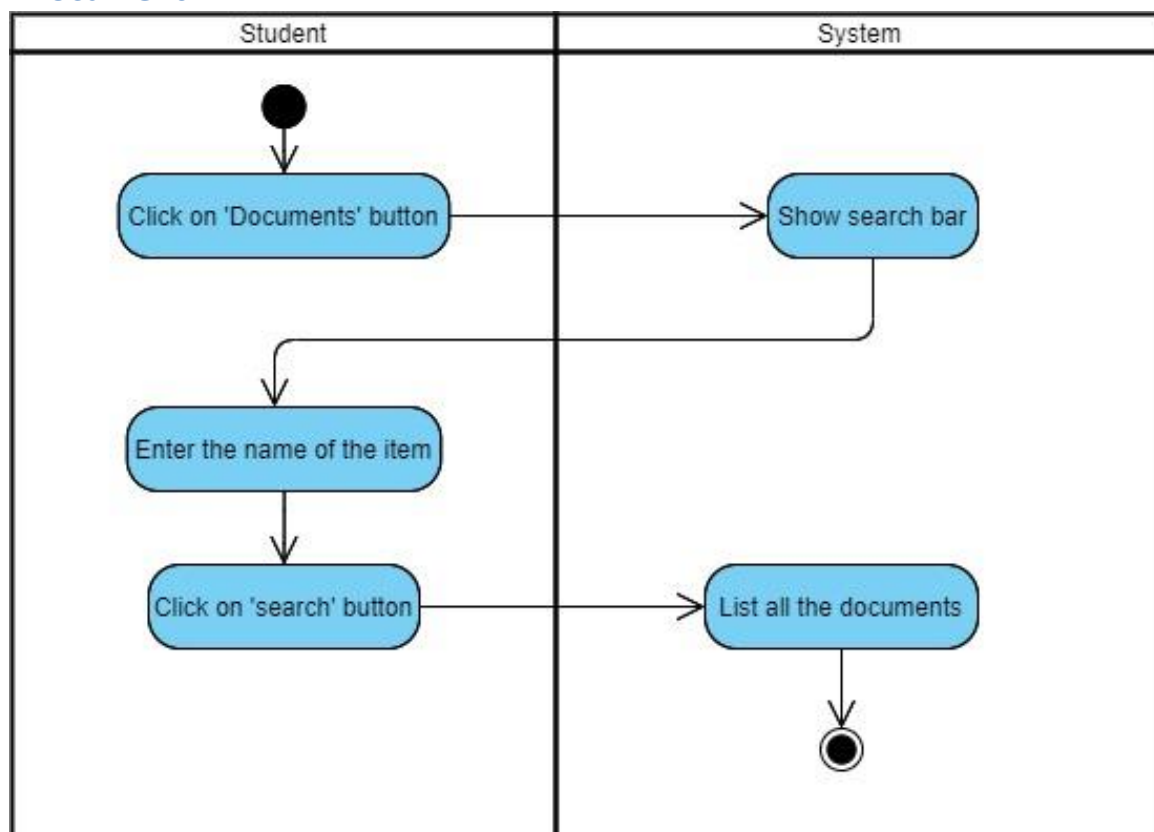 Student
System
Click on 'Documents' button
Show search bar
Enter the name of the item
Click on 'search' button
List all the documents